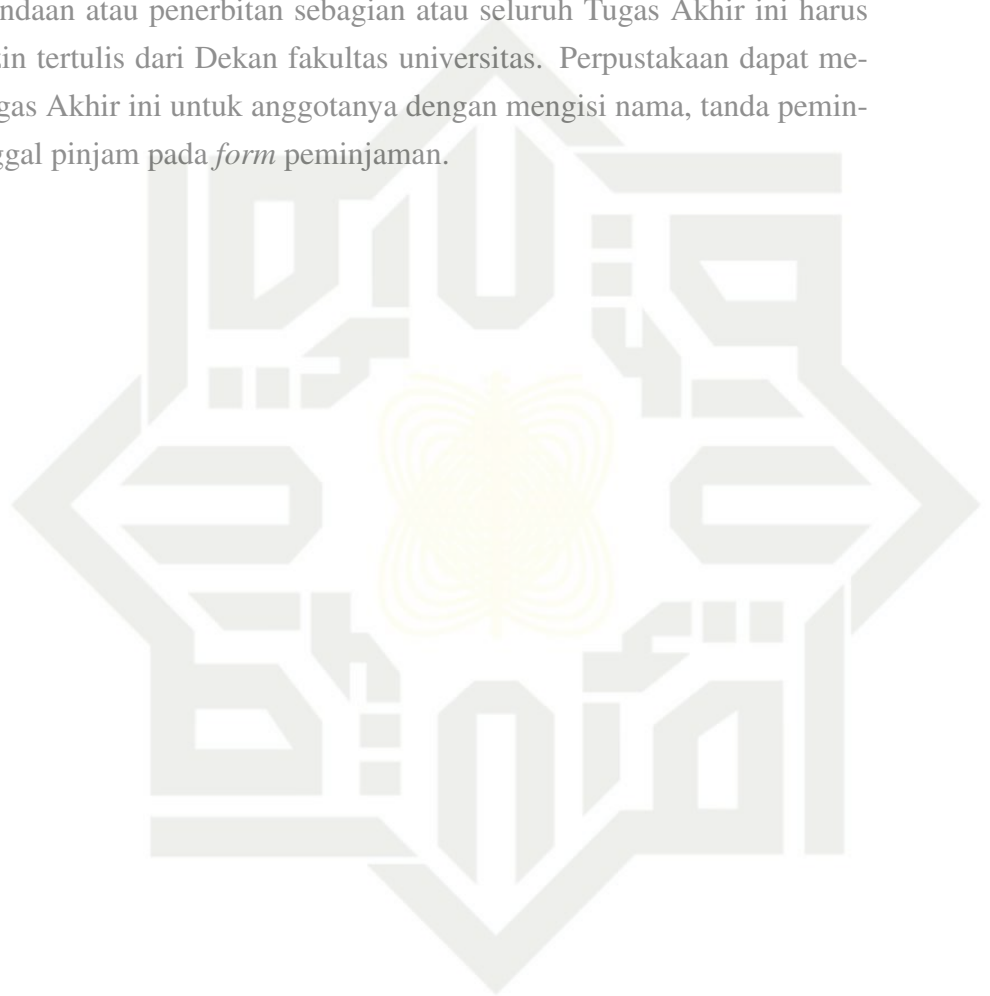 ndaan atau penerbitan sebagian atau seluruh Tugas Akhir ini harus
in tertulis dari Dekan fakultas universitas. Perpustakaan dapat me-
gas Akhir ini untuk anggotanya dengan mengisi nama, tanda pemin-
ggal pinjam pada form peminjaman.